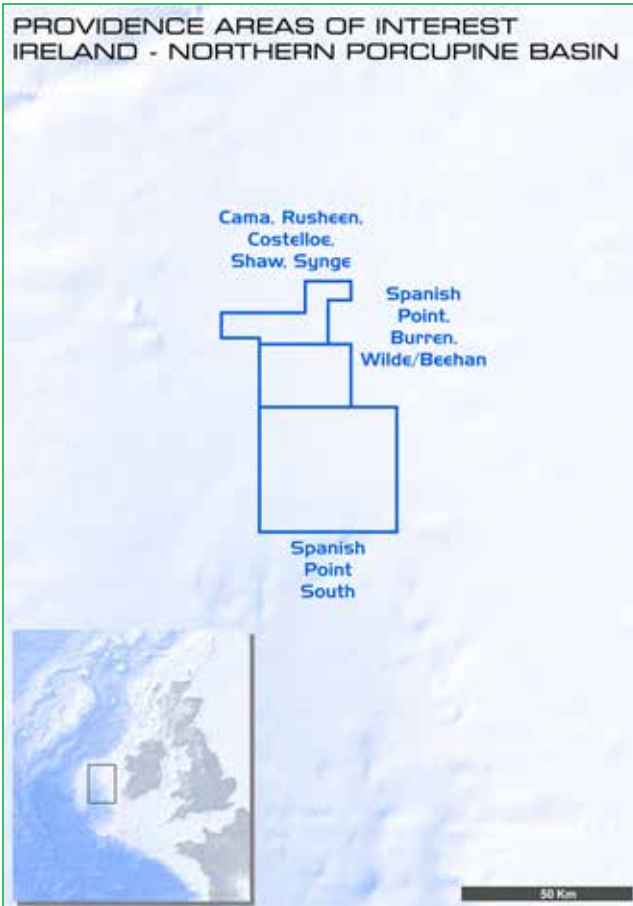 PROVIDENCE AREAS OF INTEREST
IRELAND - NORTHERN PORCUPINE BASIN
Cama, Rusheen,
Costelloe,
Shaw, Synge
Spanish
Point,
Burren,
Wilde/Beehan
Spanish
Point
South
50 Km